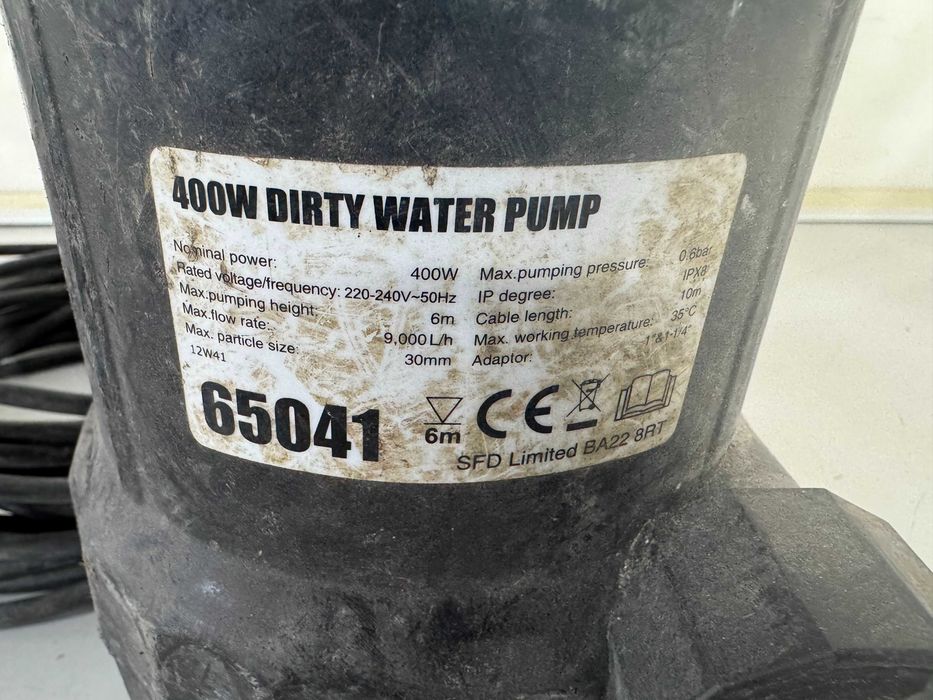 400W DIRTY WATER PUMP
Nominal power: 400W
Rated voltage/frequency: 220-240V~50Hz
Max.pumping height: 6m
Max.flow rate: 9,000 L/h
Max. particle size: 30mm
12W41
Max.pumping pressure: 0.6bar
IP degree: IPX8
Cable length: 10m
Max. working temperature: 35°C
Adaptor: 1"&1-1/4"
65041
6m
CE
SFD Limited BA22 8RT